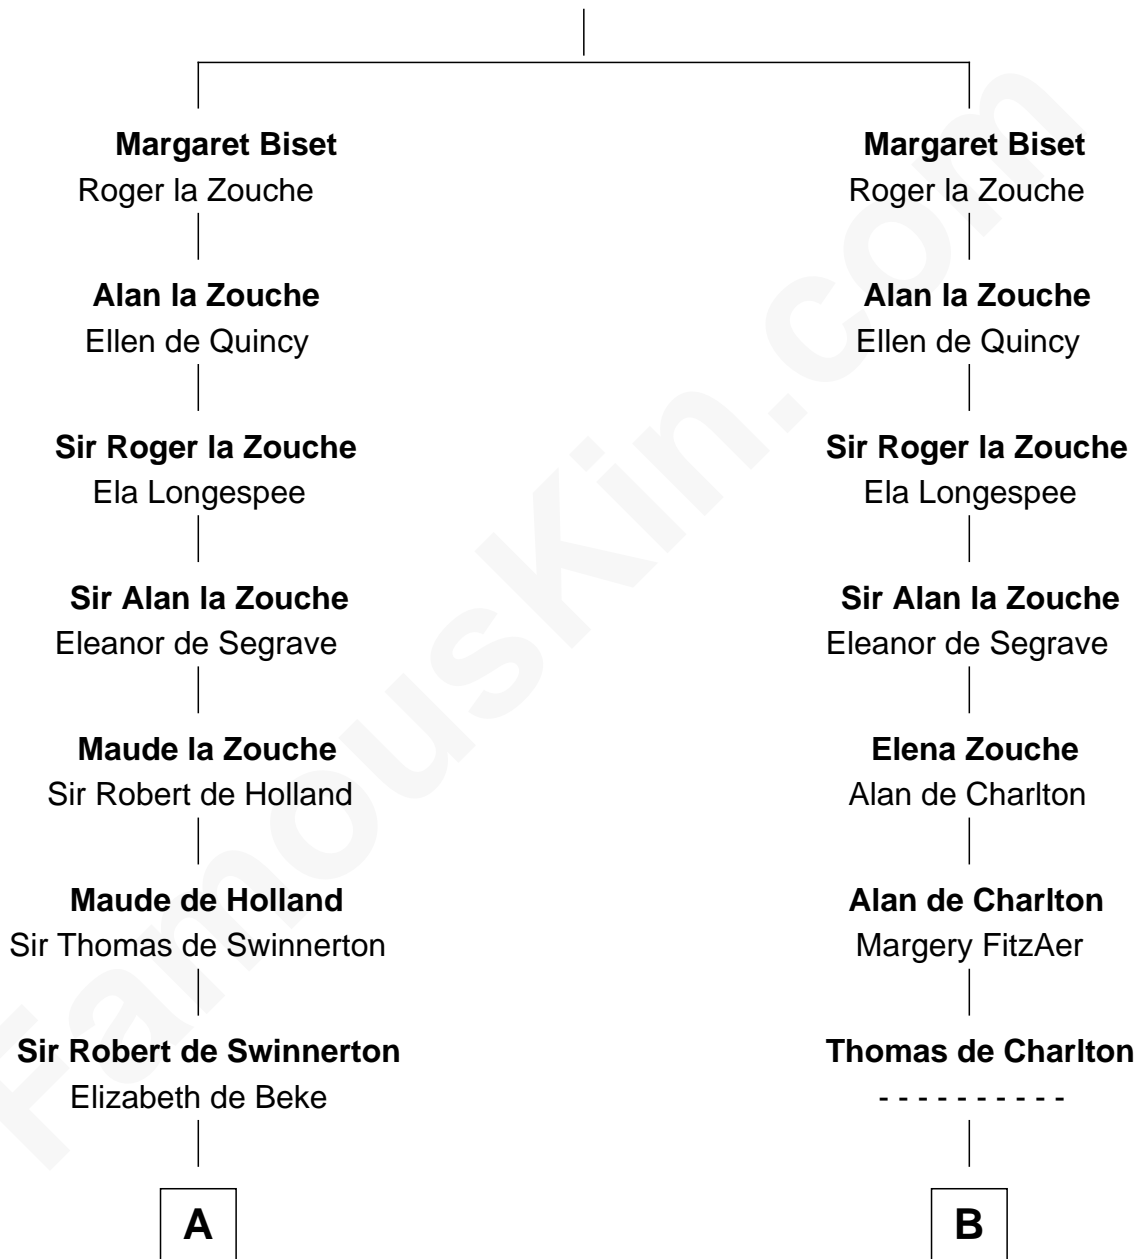 Margaret Biset
Roger la Zouche
Alan la Zouche
Ellen de Quincy
Sir Roger la Zouche
Ela Longespee
Sir Alan la Zouche
Eleanor de Segrave
Maude la Zouche
Sir Robert de Holland
Maude de Holland
Sir Thomas de Swinnerton
Sir Robert de Swinnerton
Elizabeth de Beke
A
Margaret Biset
Roger la Zouche
Alan la Zouche
Ellen de Quincy
Sir Roger la Zouche
Ela Longespee
Sir Alan la Zouche
Eleanor de Segrave
Elena Zouche
Alan de Charlton
Alan de Charlton
Margery FitzAer
Thomas de Charlton
- - - - - - - - - -
B
FamousKin.com